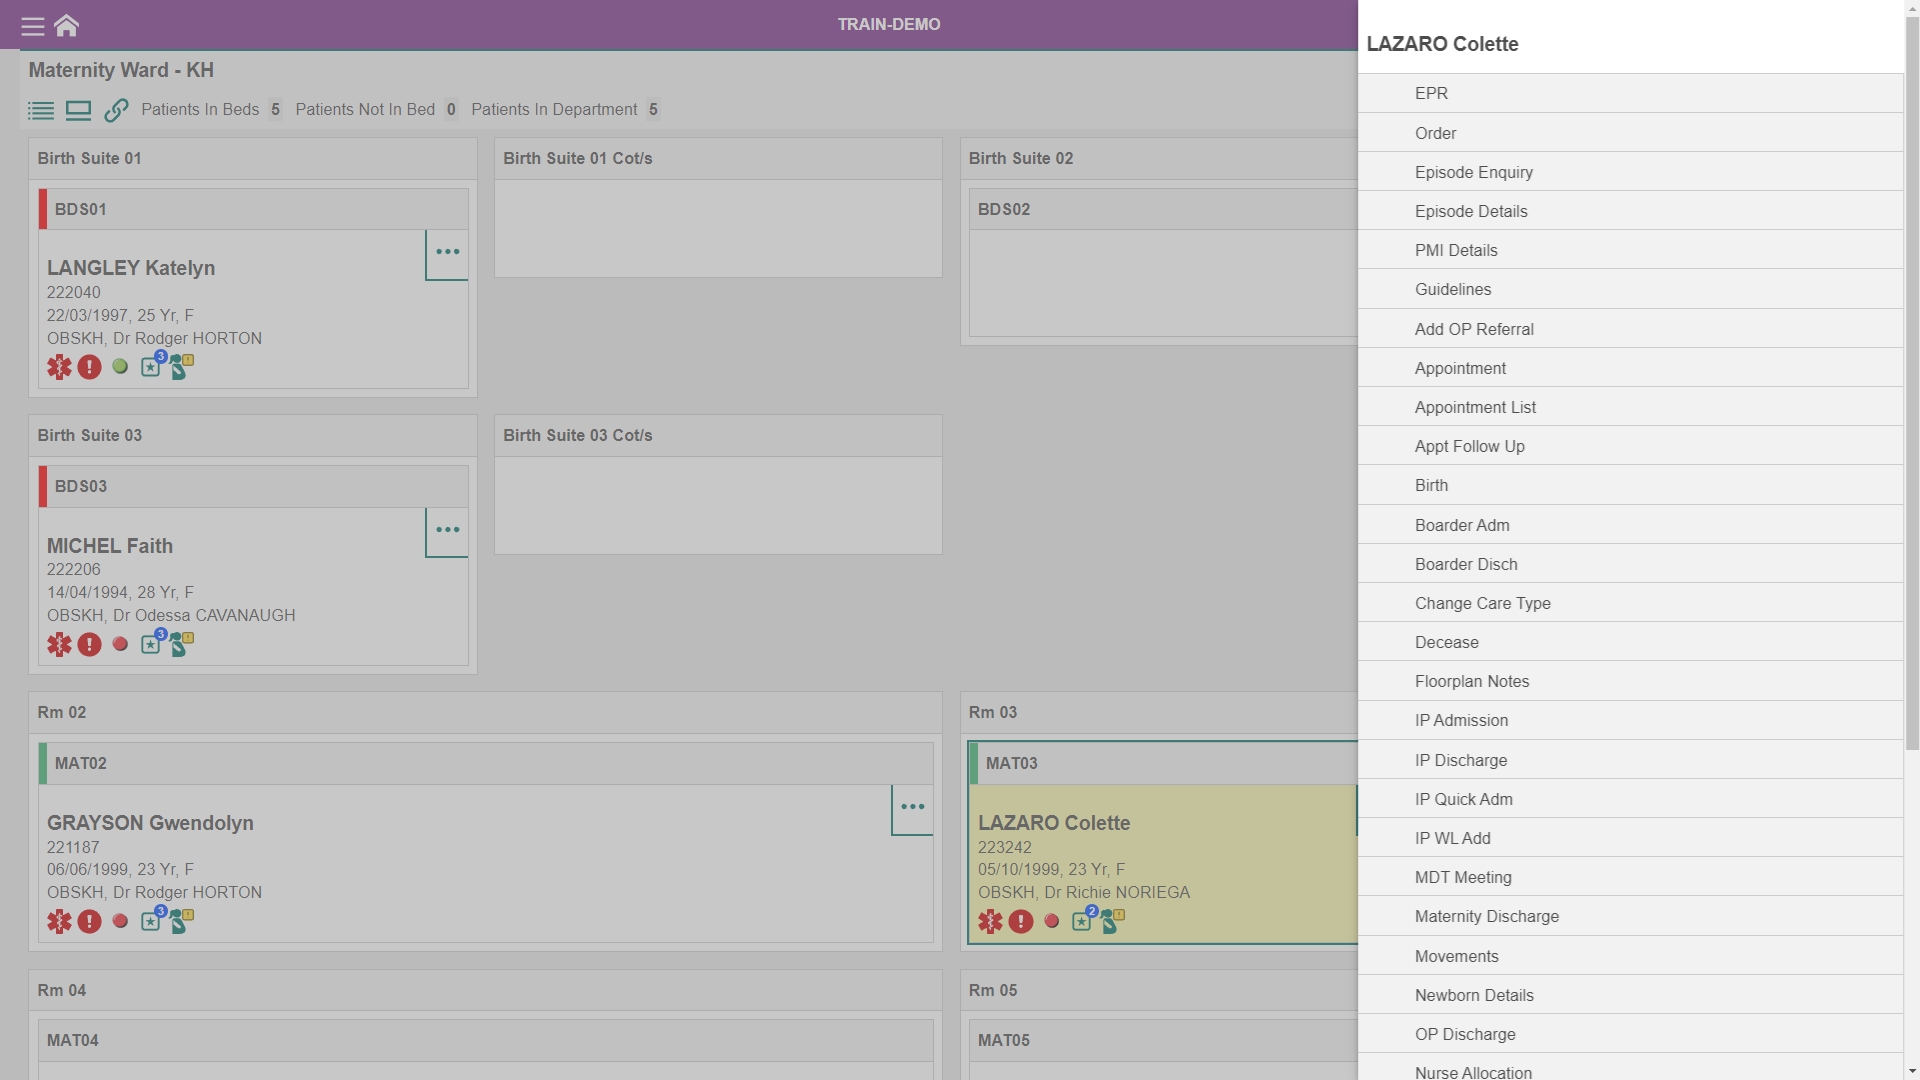 TRAIN-DEMO
Maternity Ward - KH
Patients In Beds 5 Patients Not In Bed 0 Patients In Department 5
Birth Suite 01
BDS01
LANGLEY Katelyn
222040
22/03/1997, 25 Yr, F
OBSKH, Dr Rodger HORTON
3
Birth Suite 01 Cot/s
Birth Suite 02
BDS02
Birth Suite 03
BDS03
MICHEL Faith
222206
14/04/1994, 28 Yr, F
OBSKH, Dr Odessa CAVANAUGH
3
Birth Suite 03 Cot/s
Rm 02
MAT02
GRAYSON Gwendolyn
221187
06/06/1999, 23 Yr, F
OBSKH, Dr Rodger HORTON
3
Rm 03
MAT03
LAZARO Colette
223242
05/10/1999, 23 Yr, F
OBSKH, Dr Richie NORIEGA
2
Rm 04
MAT04
Rm 05
MAT05
LAZARO Colette
EPR
Order
Episode Enquiry
Episode Details
PMI Details
Guidelines
Add OP Referral
Appointment
Appointment List
Appt Follow Up
Birth
Boarder Adm
Boarder Disch
Change Care Type
Decease
Floorplan Notes
IP Admission
IP Discharge
IP Quick Adm
IP WL Add
MDT Meeting
Maternity Discharge
Movements
Newborn Details
OP Discharge
Nurse Allocation